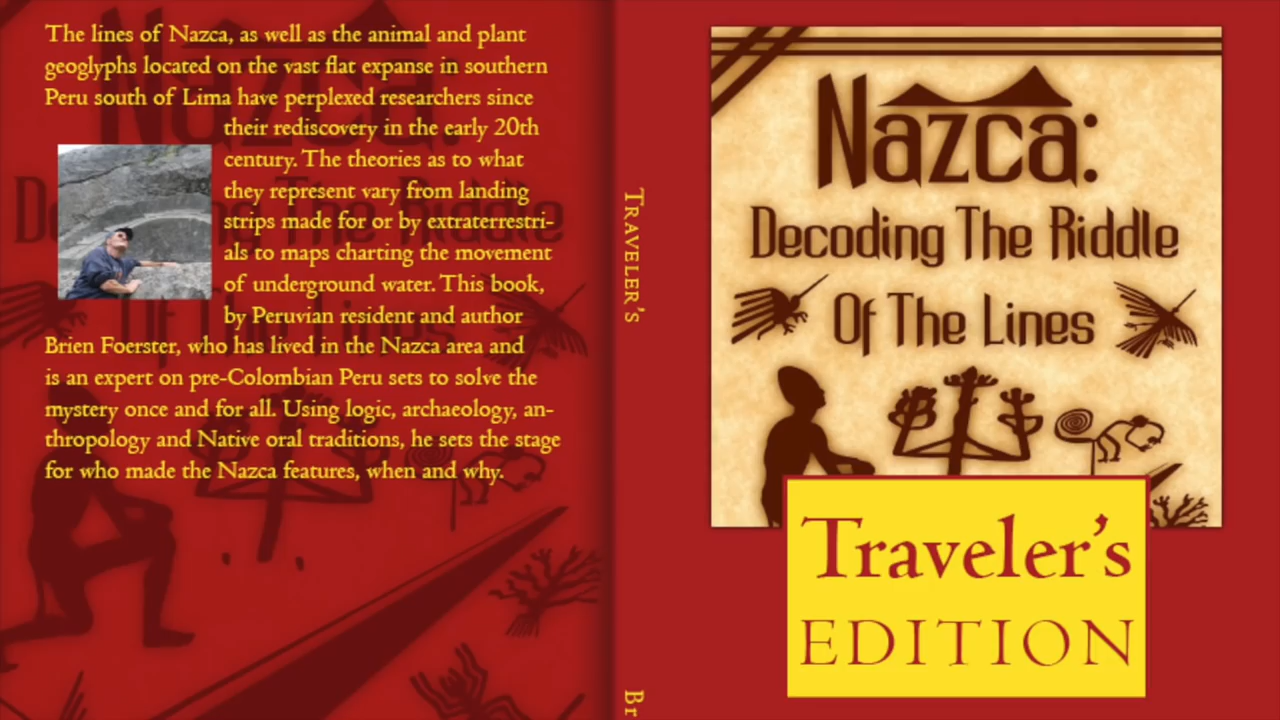 The lines of Nazca, as well as the animal and plant
geoglyphs located on the vast flat expanse in southern
Peru south of Lima have perplexed researchers since
their rediscovery in the early 20th
century. The theories as to what
they represent vary from landing
strips made for or by extraterrestri-
als to maps charting the movement
of underground water. This book,
by Peruvian resident and author
Brien Foerster, who has lived in the Nazca area and
is an expert on pre-Colombian Peru sets to solve the
mystery once and for all. Using logic, archaeology, an-
thropology and Native oral traditions, he sets the stage
for who made the Nazca features, when and why.
Traveler's
Br
Nazca:
Decoding The Riddle
Of The Lines
Traveler's
EDITION